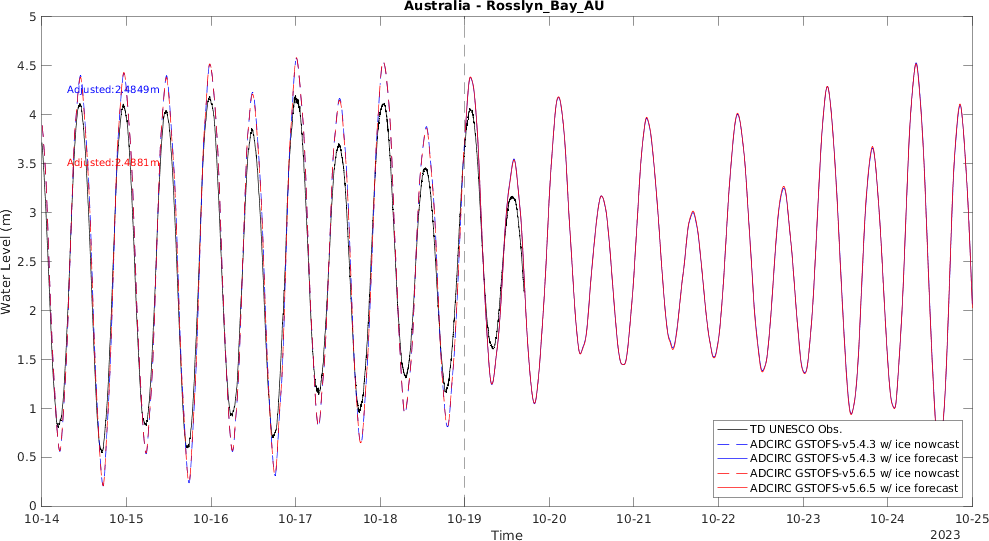 Australia - Rosslyn_Bay_AU
5
4.5
4
3.5
3
2.5
2
1.5
1
0.5
0
Water Level (m)
Adjusted:2.4849m
Adjusted:2.4881m
TD UNESCO Obs.
ADCIRC GSTOFS-v5.4.3 w/ ice nowcast
ADCIRC GSTOFS-v5.4.3 w/ ice forecast
ADCIRC GSTOFS-v5.6.5 w/ ice nowcast
ADCIRC GSTOFS-v5.6.5 w/ ice forecast
10-14 10-15 10-16 10-17 10-18 10-19 10-20 10-21 10-22 10-23 10-24 10-25
Time
2023